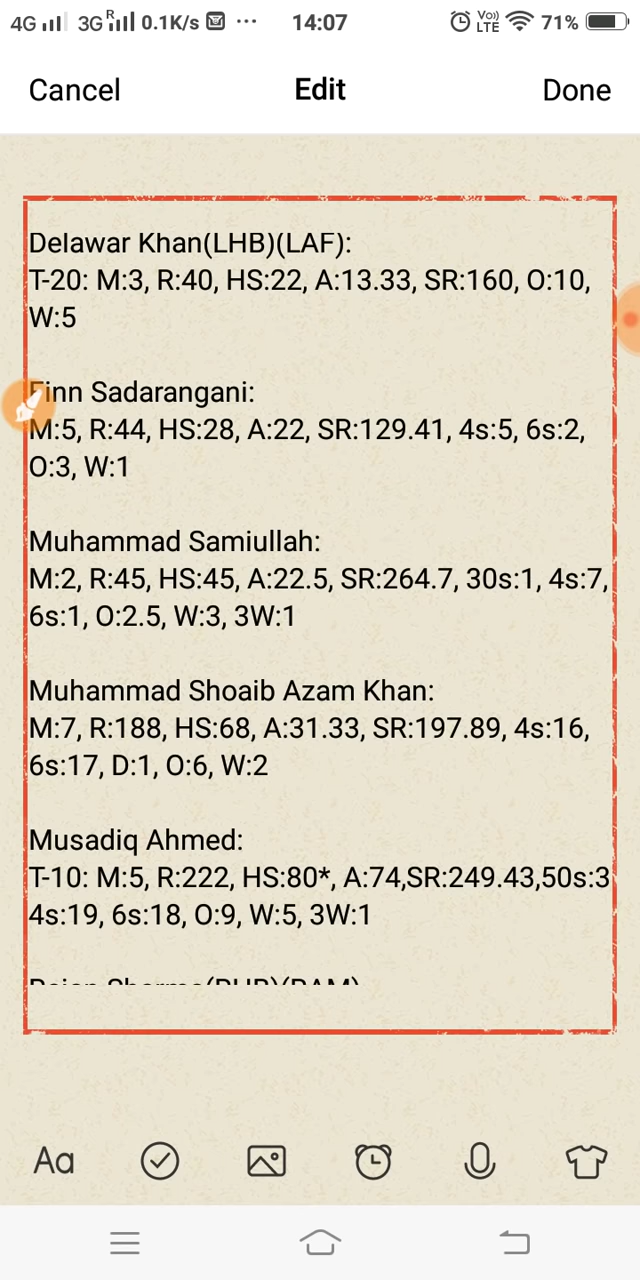 4G 3G R 0.1K/s ... 14:07 Vo)) LTE 71%
Cancel Edit Done
Delawar Khan(LHB)(LAF):
T-20: M:3, R:40, HS:22, A:13.33, SR:160, O:10,
W:5
Finn Sadarangani:
M:5, R:44, HS:28, A:22, SR:129.41, 4s:5, 6s:2,
O:3, W:1
Muhammad Samiullah:
M:2, R:45, HS:45, A:22.5, SR:264.7, 30s:1, 4s:7,
6s:1, O:2.5, W:3, 3W:1
Muhammad Shoaib Azam Khan:
M:7, R:188, HS:68, A:31.33, SR:197.89, 4s:16,
6s:17, D:1, O:6, W:2
Musadiq Ahmed:
T-10: M:5, R:222, HS:80*, A:74,SR:249.43,50s:3
4s:19, 6s:18, O:9, W:5, 3W:1
Aa